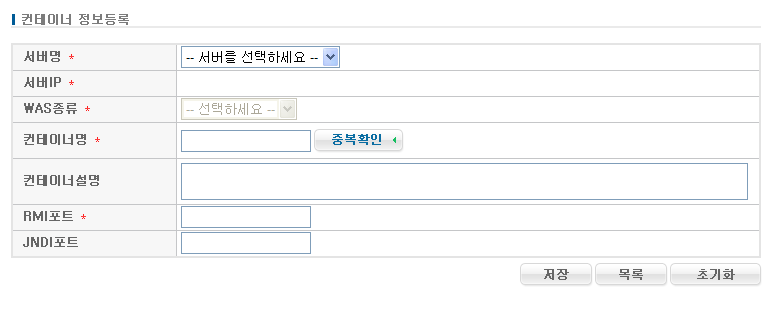 컨테이너 정보등록
서버명 * -- 서버를 선택하세요 --
서버IP *
WAS종류 * -- 선택하세요 --
컨테이너명 * 중복확인
컨테이너설명
RMI포트 *
JNDI포트
저장 목록 초기화